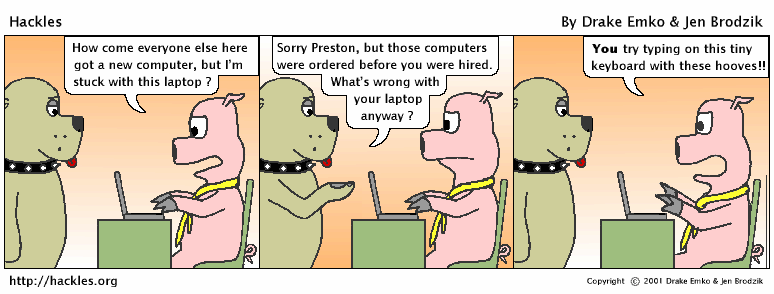 Hackles
By Drake Emko & Jen Brodzik
How come everyone else here
got a new computer, but I'm
stuck with this laptop ?
Sorry Preston, but those computers
were ordered before you were hired.
What's wrong with
your laptop
anyway ?
You try typing on this tiny
keyboard with these hooves!!
http://hackles.org
Copyright © 2001 Drake Emko & Jen Brodzik